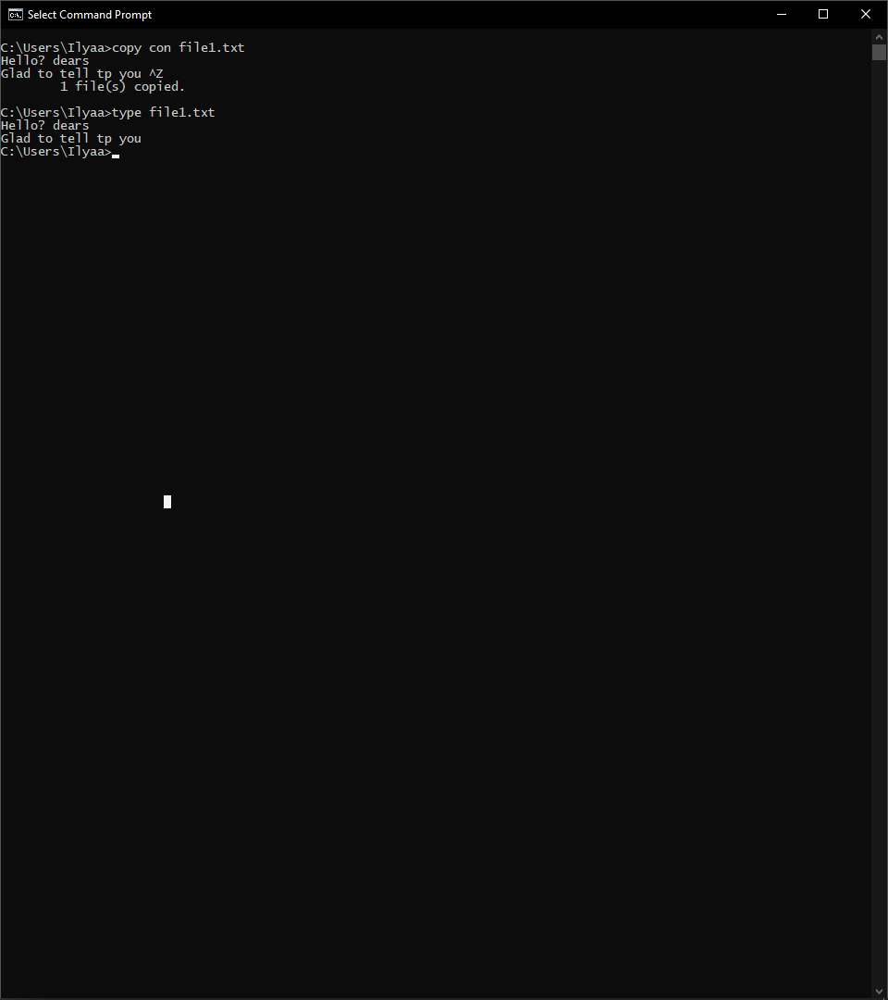 Select Command Prompt
C:\Users\Ilyaa>copy con file1.txt
Hello? dears
Glad to tell tp you ^Z
        1 file(s) copied.
C:\Users\Ilyaa>type file1.txt
Hello? dears
Glad to tell tp you
C:\Users\Ilyaa>